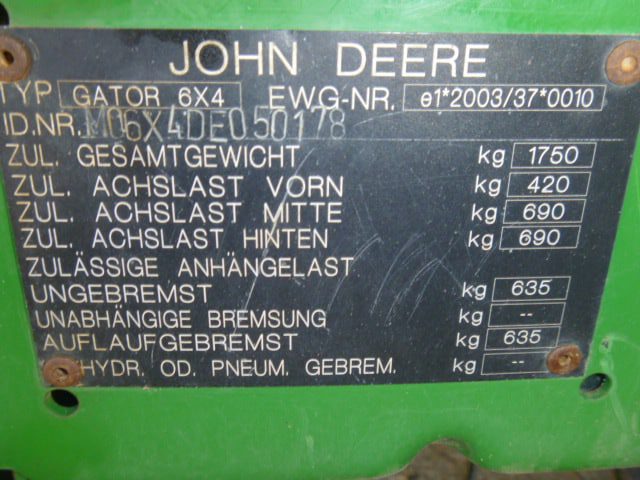 JOHN DEERE
TYP GATOR 6X4 EWG-NR. e1*2003/37*0010
ID.NR. M06X4DE050178
ZUL. GESAMTGEWICHT kg 1750
ZUL. ACHSLAST VORN kg 420
ZUL. ACHSLAST MITTE kg 690
ZUL. ACHSLAST HINTEN kg 690
ZULÄSSIGE ANHÄNGELAST
UNGEBREMST kg 635
UNABHÄNGIGE BREMSUNG kg --
AUFLAUFGEBREMST kg 635
HYDR. OD. PNEUM. GEBREM. kg --